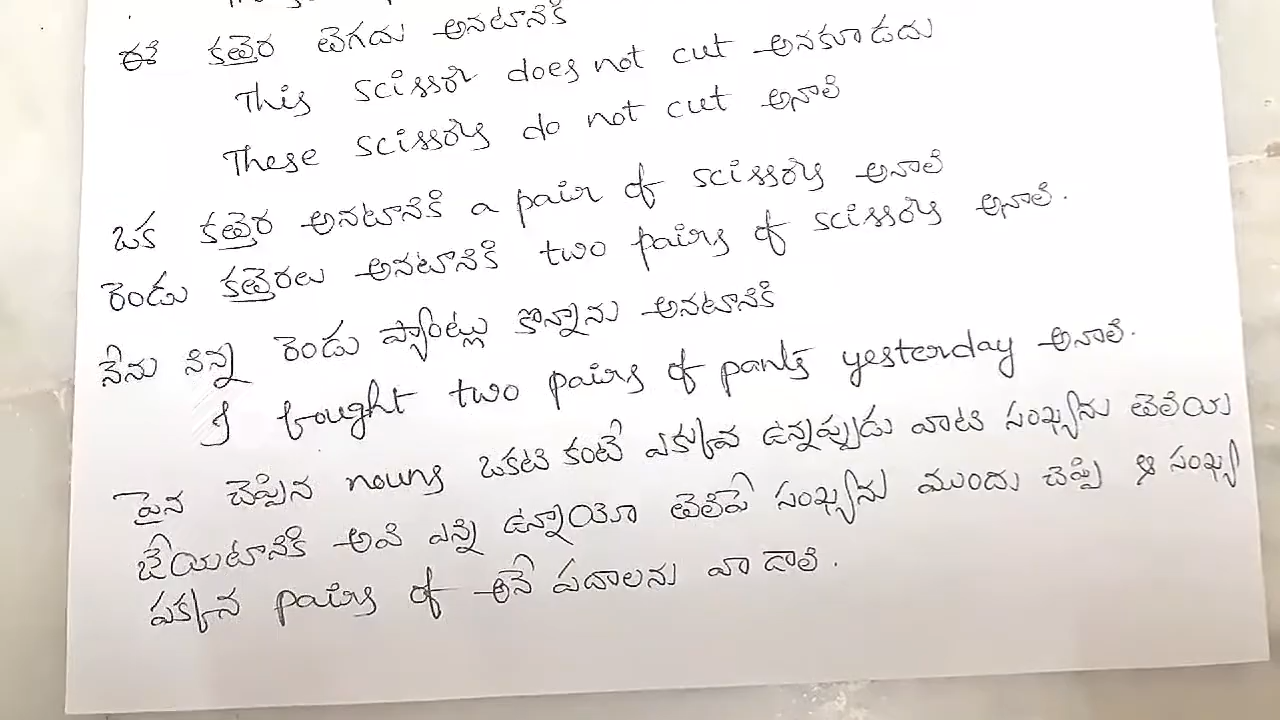 ఈ కత్తెర తెగదు అనటానికి
This scissor does not cut అనకూడదు
These scissors do not cut అనాలి
ఒక కత్తెర అనటానికి a pair of scissors అనాలి
రెండు కత్తెరలు అనటానికి two pairs of scissors అనాలి.
నేను నిన్న రెండు ప్యాంట్లు కొన్నాను అనటానికి
I bought two pairs of pants yesterday అనాలి.
పైన చెప్పిన nouns ఒకటి కంటే ఎక్కువ ఉన్నప్పుడు వాటి సంఖ్యను తెలియ
జేయటానికి అవి ఎన్ని ఉన్నాయో తెలిపే సంఖ్యను ముందు చెప్పి ఆ సంఖ్య
పక్కన pairs of అనే పదాలను వాడాలి.